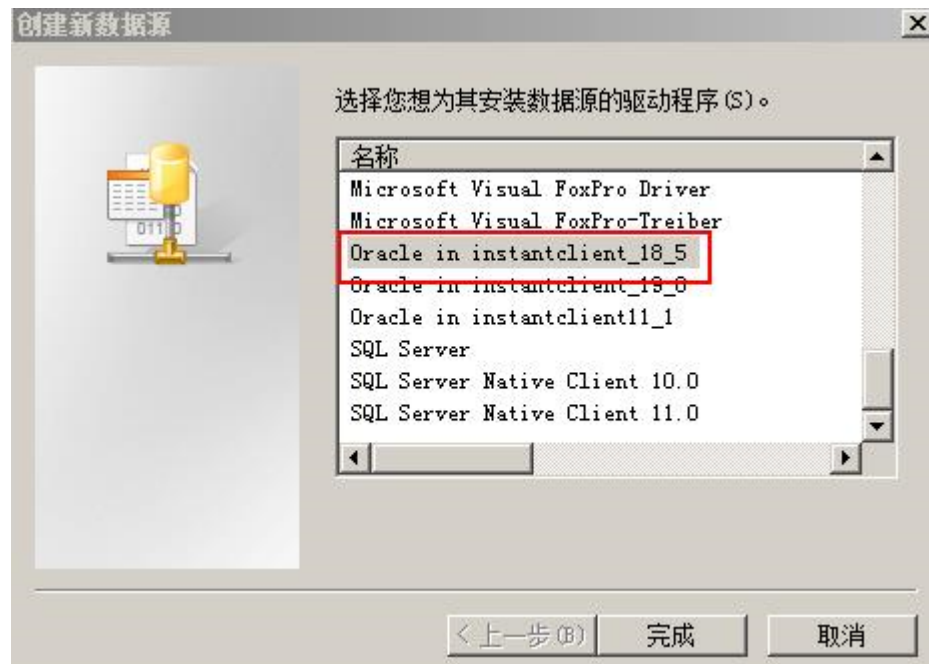 创建新数据源
选择您想为其安装数据源的驱动程序(S)。
名称
Microsoft Visual FoxPro Driver
Microsoft Visual FoxPro-Treiber
Oracle in instantclient_18_5
Oracle in instantclient_19_8
Oracle in instantclient11_1
SQL Server
SQL Server Native Client 10.0
SQL Server Native Client 11.0
<上一步(B)
完成
取消